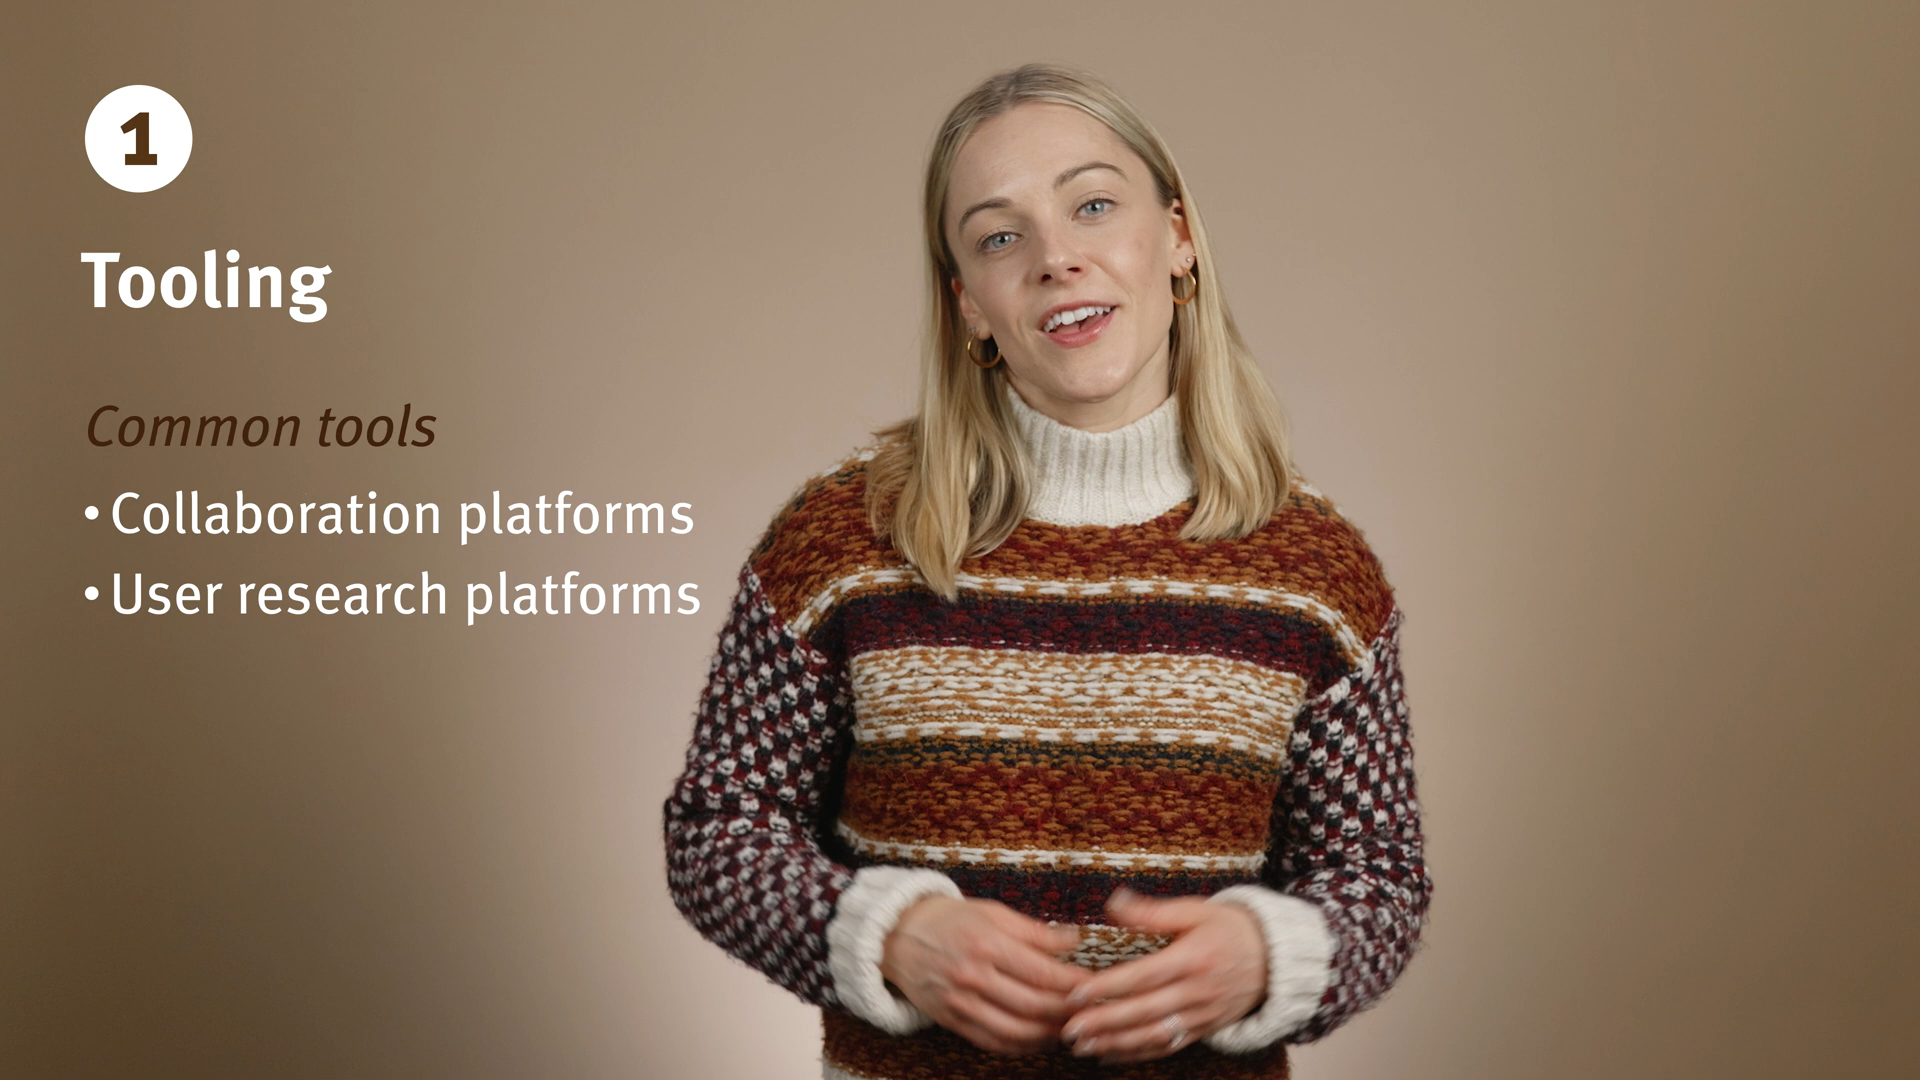 1
Tooling
Common tools
• Collaboration platforms
• User research platforms